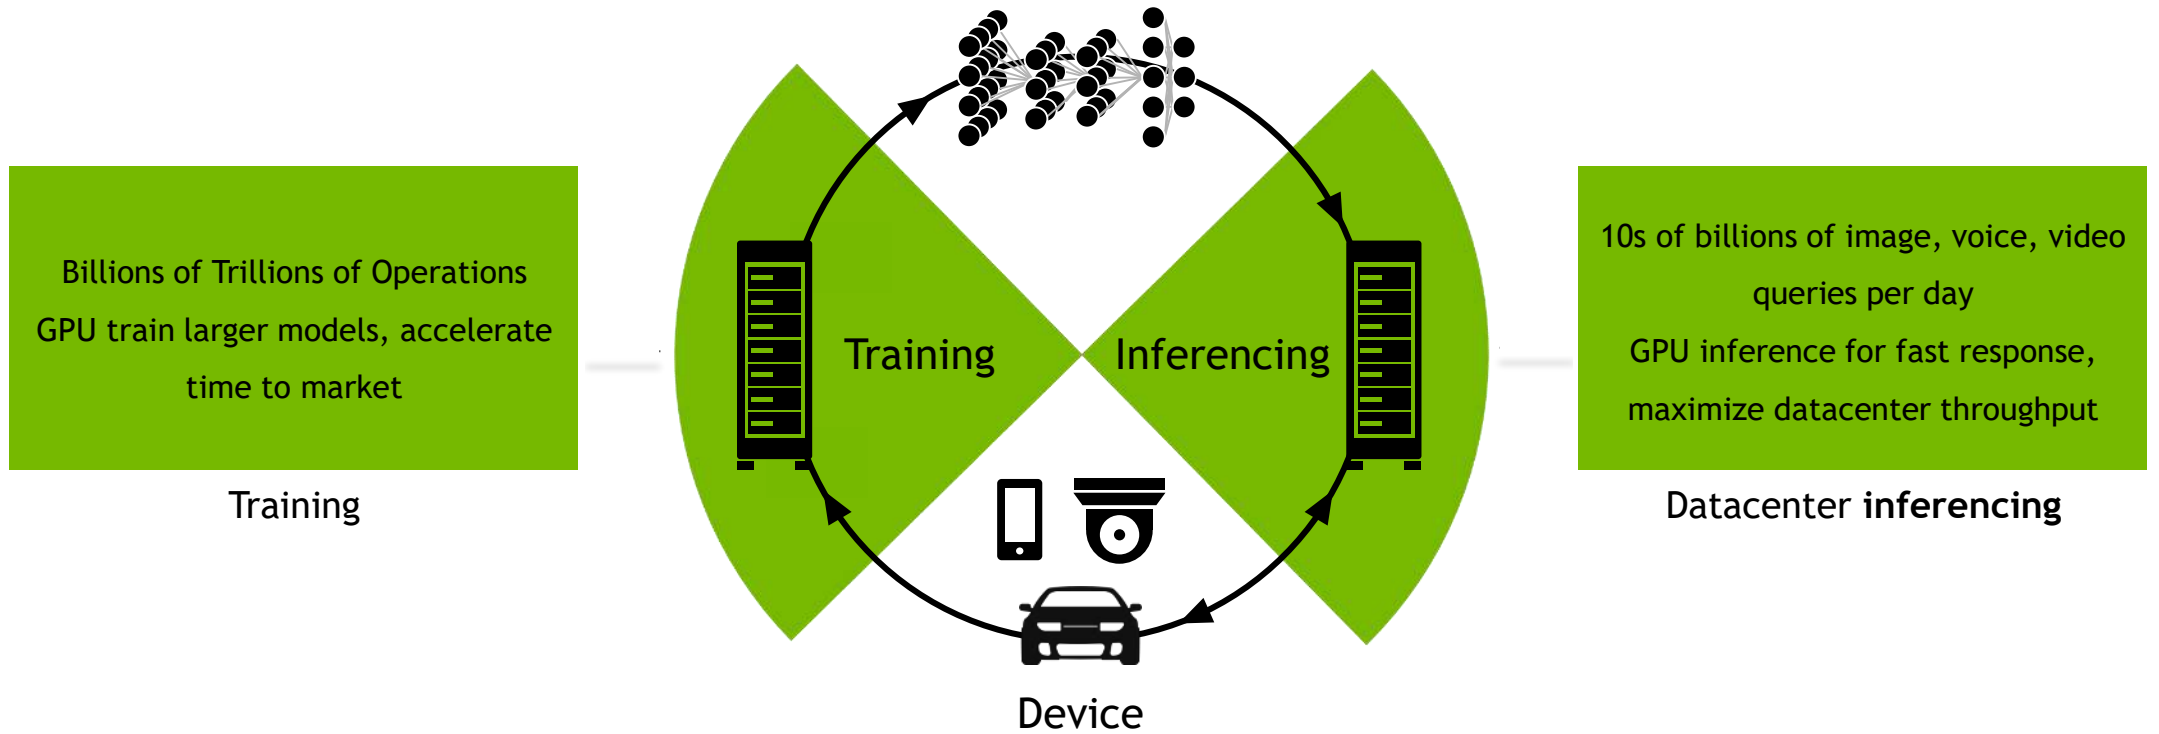 Billions of Trillions of Operations
GPU train larger models, accelerate
time to market
Training
Training
Inferencing
Device
10s of billions of image, voice, video
queries per day
GPU inference for fast response,
maximize datacenter throughput
Datacenter inferencing